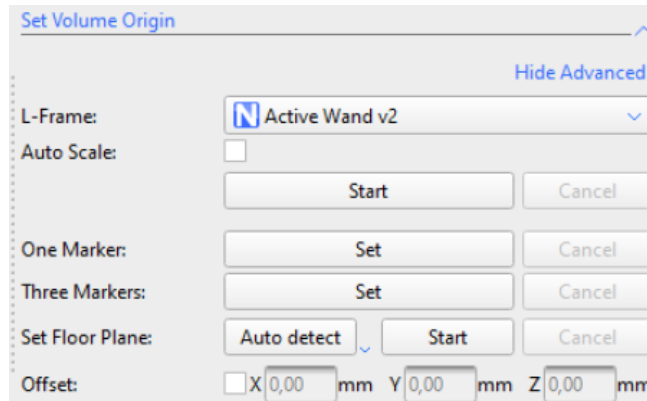 Set Volume Origin
Hide Advanced
L-Frame: N Active Wand v2
Auto Scale:
Start Cancel
One Marker: Set Cancel
Three Markers: Set Cancel
Set Floor Plane: Auto detect Start Cancel
Offset: X 0,00 mm Y 0,00 mm Z 0,00 mm